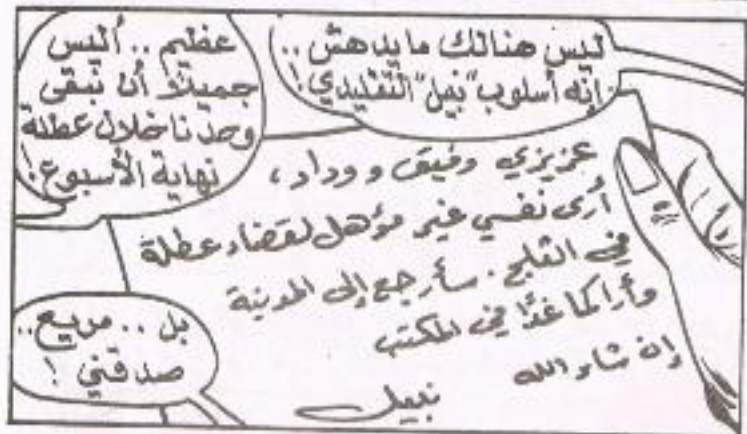 ليس هنالك ما يدهش..
إنه أسلوب "نبيل" التقليدي!
عظيم.. أليس
جميلاً أن نبقى
وحدنا خلال عطلة
نهاية الأسبوع!
عزيزي رفيق و وداد،
أرى نفسي غير مؤهل لقضاء عطلة
في الثلج. سأرجع إلى المدينة
وأراكما غدًا في المكتب
إن شاء الله
نبيل
بل.. مريع..
صدقني!